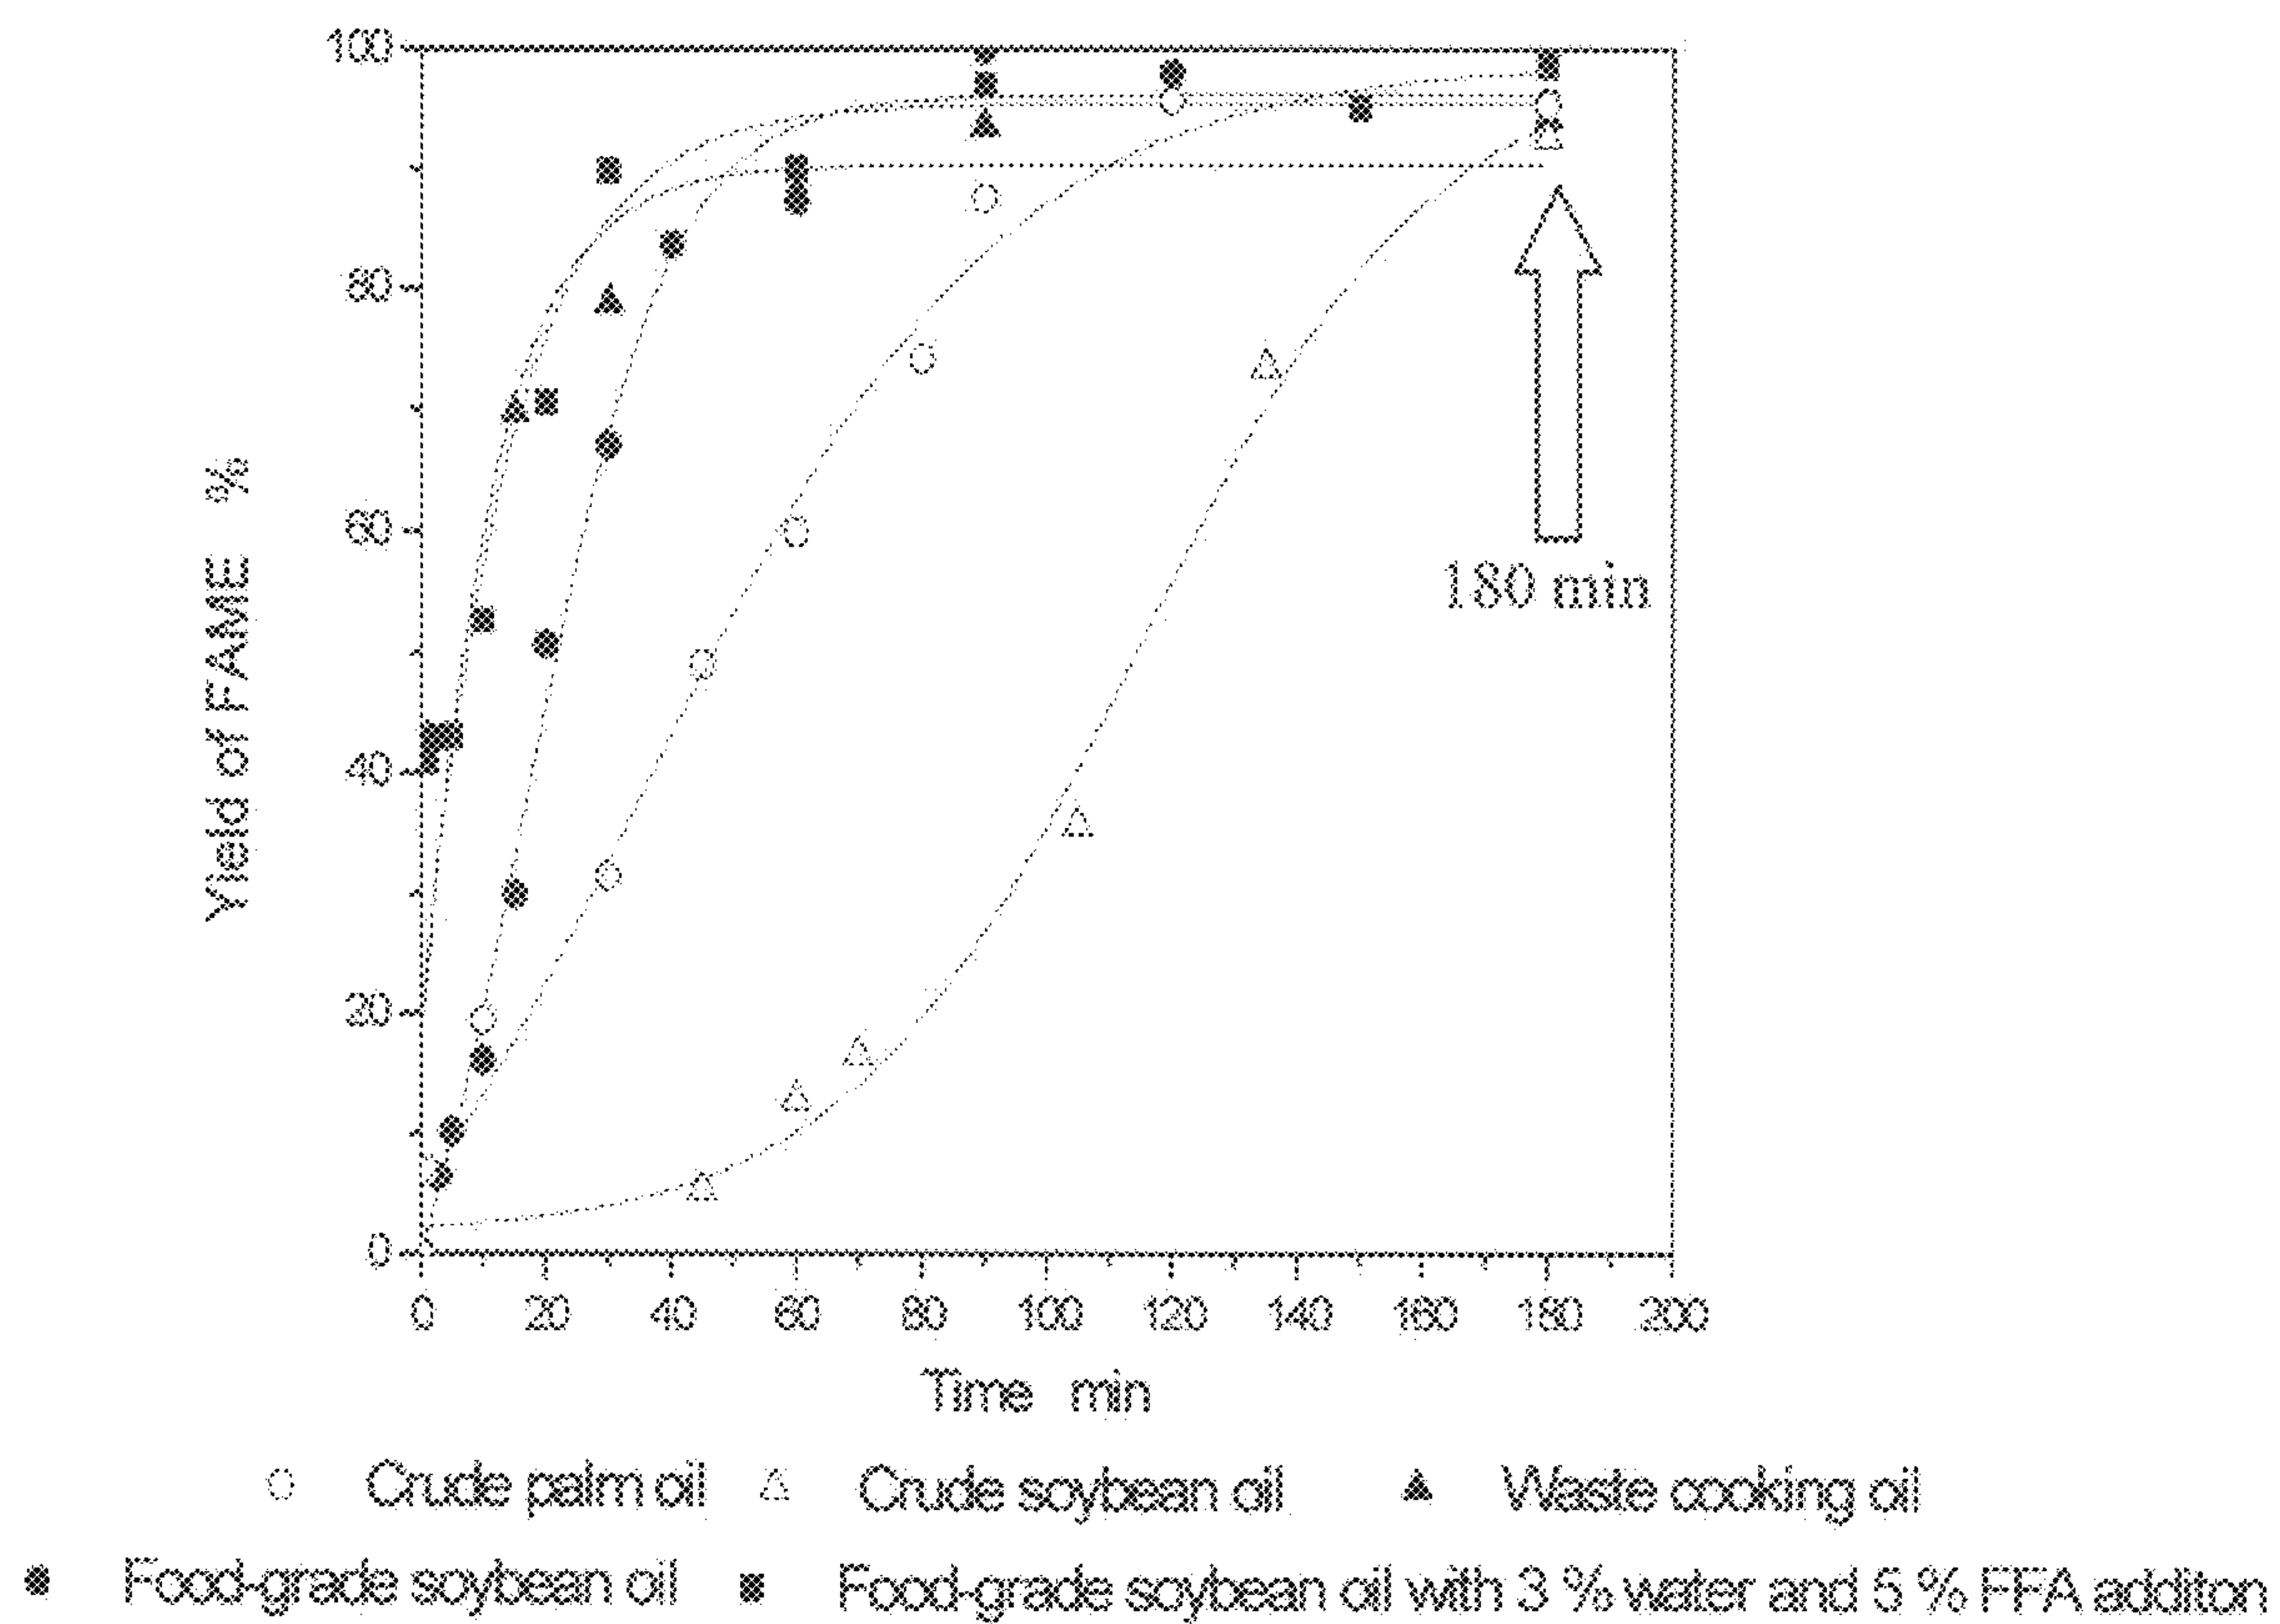 100
80
60
40
20
0
Yield of FAME %
180 min
0 20 40 60 80 100 120 140 160 180 200
Time min
Crude palm oil Crude soybean oil Waste cooking oil
Food-grade soybean oil Food-grade soybean oil with 3 % water and 5 % FFA additon